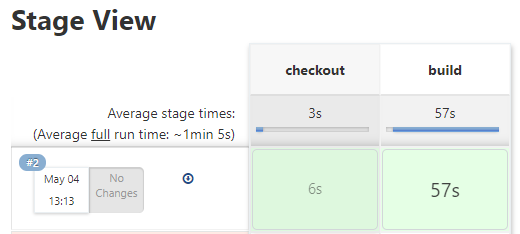 Stage View
checkout build
Average stage times: 3s 57s
(Average full run time: ~1min 5s)
#2
May 04 No
Changes
13:13
6s 57s